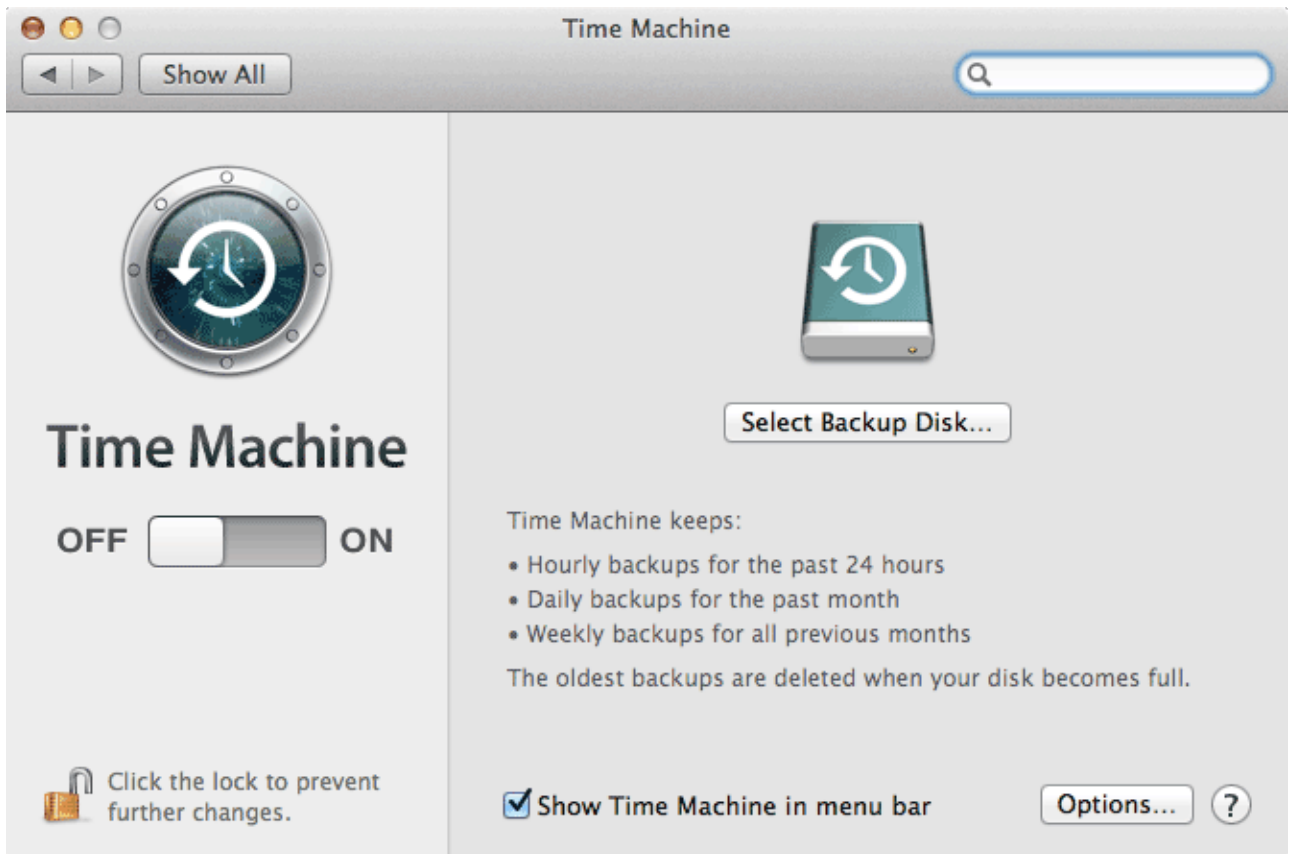 Time Machine
Show All
Time Machine
OFF ON
Click the lock to prevent
further changes.
Select Backup Disk...
Time Machine keeps:
• Hourly backups for the past 24 hours
• Daily backups for the past month
• Weekly backups for all previous months
The oldest backups are deleted when your disk becomes full.
Show Time Machine in menu bar
Options...
?